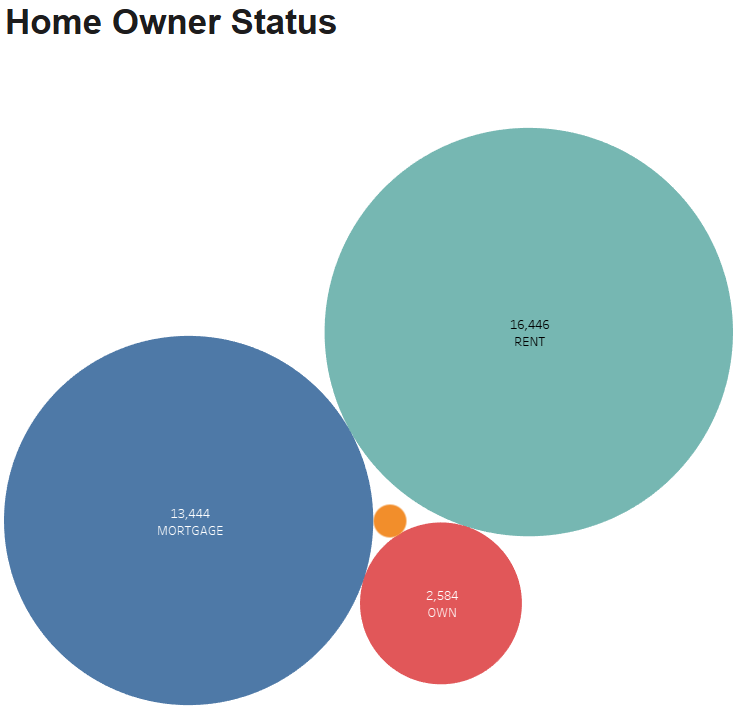 Home Owner Status
16,446
RENT
13,444
MORTGAGE
2,584
OWN